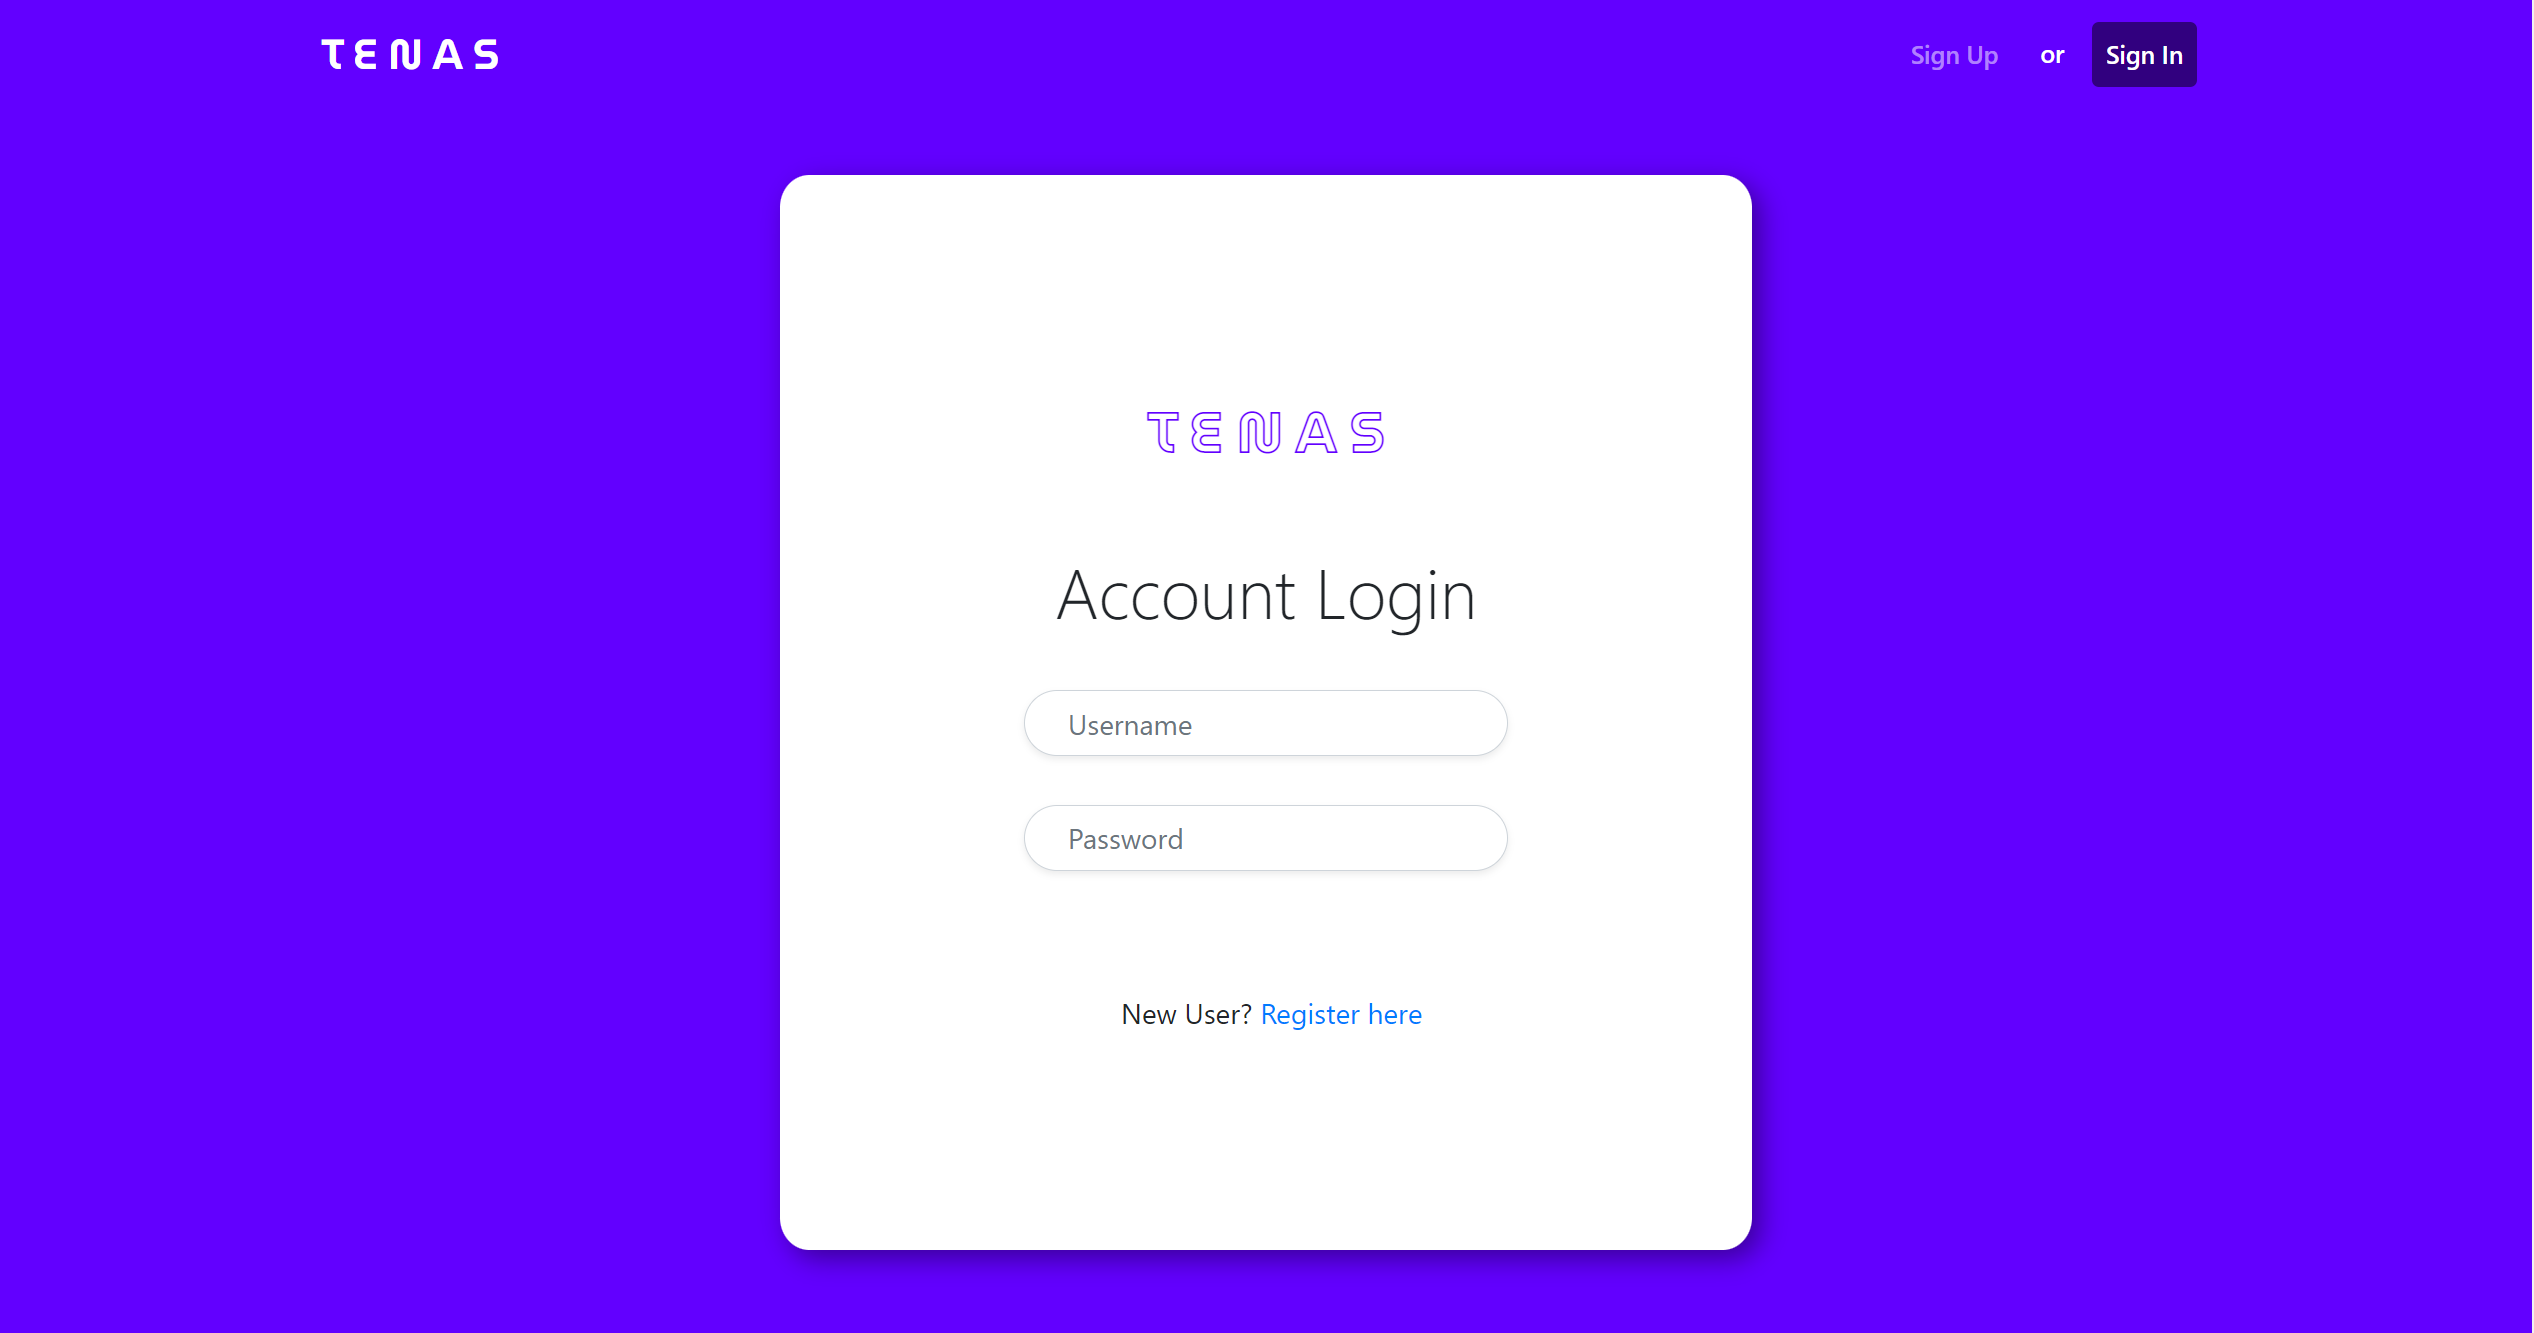 TENAS
Sign Up or Sign In
TENAS
Account Login
Username
Password
New User? Register here